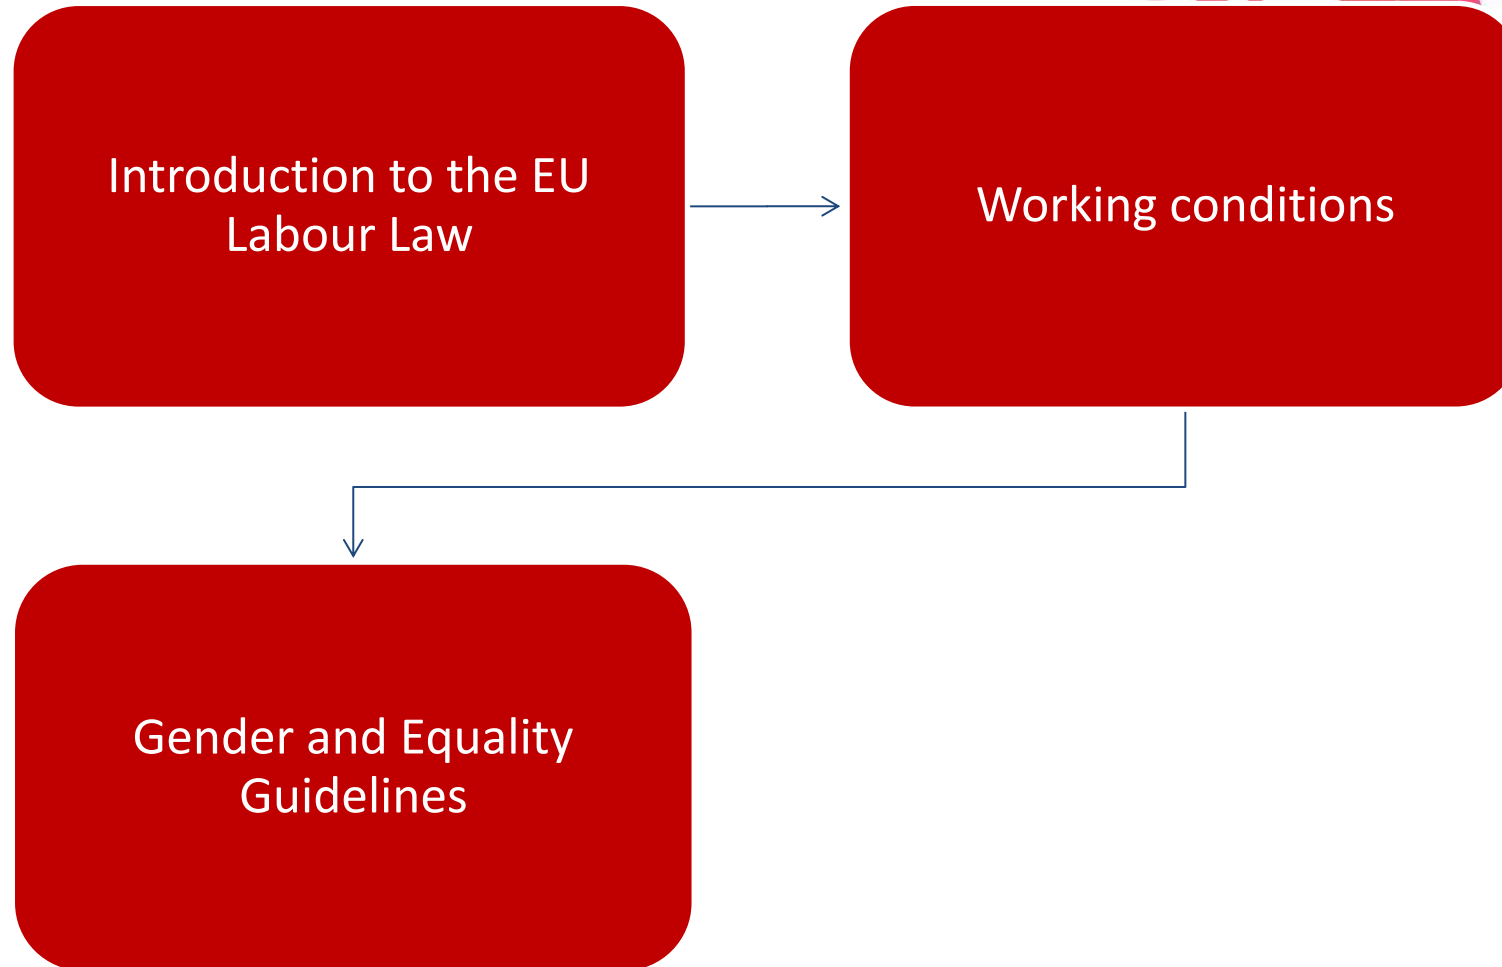 Introduction to the EU
Labour Law
Working conditions
Gender and Equality
Guidelines